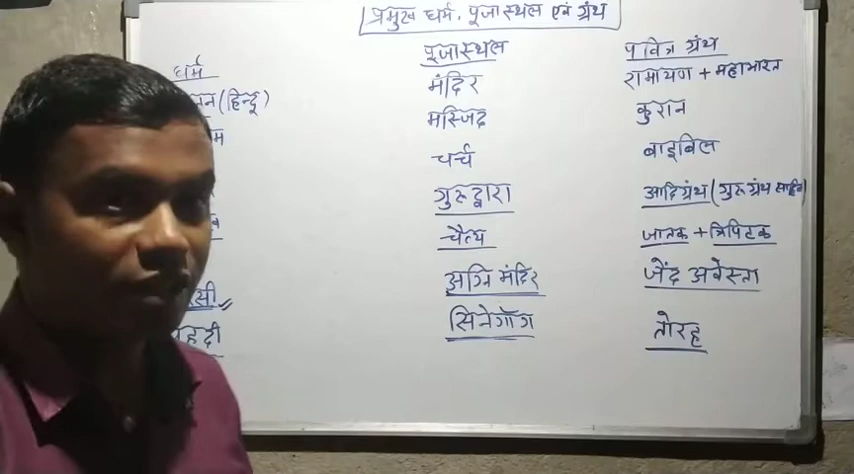 प्रमुख धर्म, पूजास्थल एवं ग्रंथ
धर्म पूजास्थल पवित्र ग्रंथ
(हिन्दू) मंदिर रामायण + महाभारत
मस्जिद कुरान
चर्च बाइबिल
गुरुद्वारा आदिग्रंथ (गुरु ग्रंथ साहिब)
चैत्य जातक + त्रिपिटक
अग्नि मंदिर जेंद अवेस्ता
सिनेगॉग तोरह